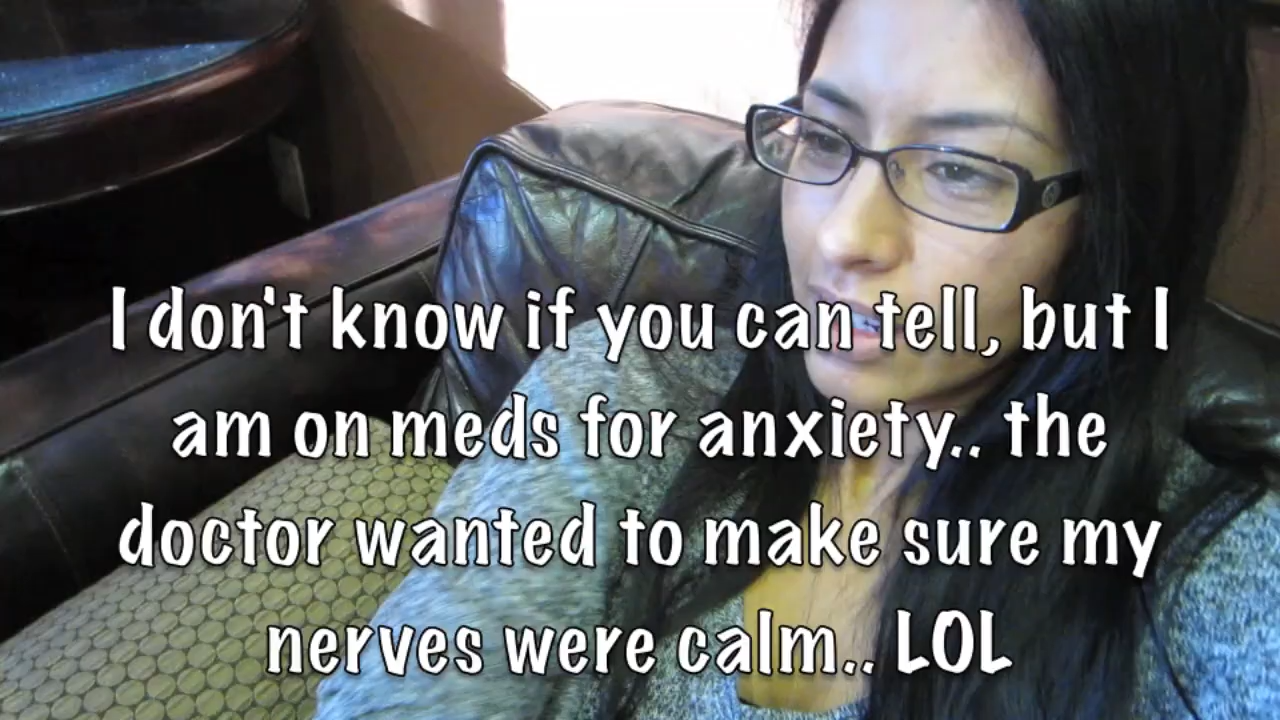 I don't know if you can tell, but I
am on meds for anxiety.. the
doctor wanted to make sure my
nerves were calm.. LOL